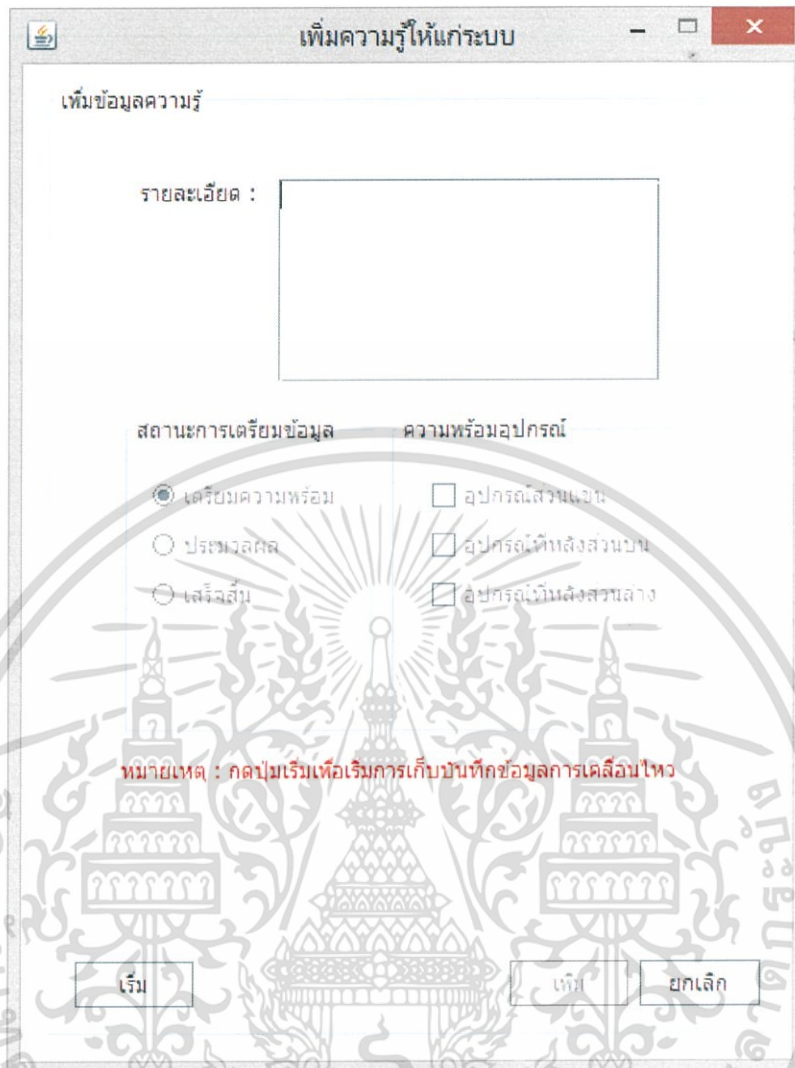 เพิ่มความรู้ให้แก่ระบบ
เพิ่มข้อมูลความรู้
รายละเอียด :
สถานะการเตรียมข้อมูล ความพร้อมอุปกรณ์
เตรียมความพร้อม อุปกรณ์ส่วนแขน
ประมวลผล อุปกรณ์ที่หลังส่วนบน
เสร็จสิ้น อุปกรณ์ที่หลังส่วนล่าง
หมายเหตุ : กดปุ่มเริ่มเพื่อเริ่มการเก็บบันทึกข้อมูลการเคลื่อนไหว
เริ่ม เพิ่ม ยกเลิก